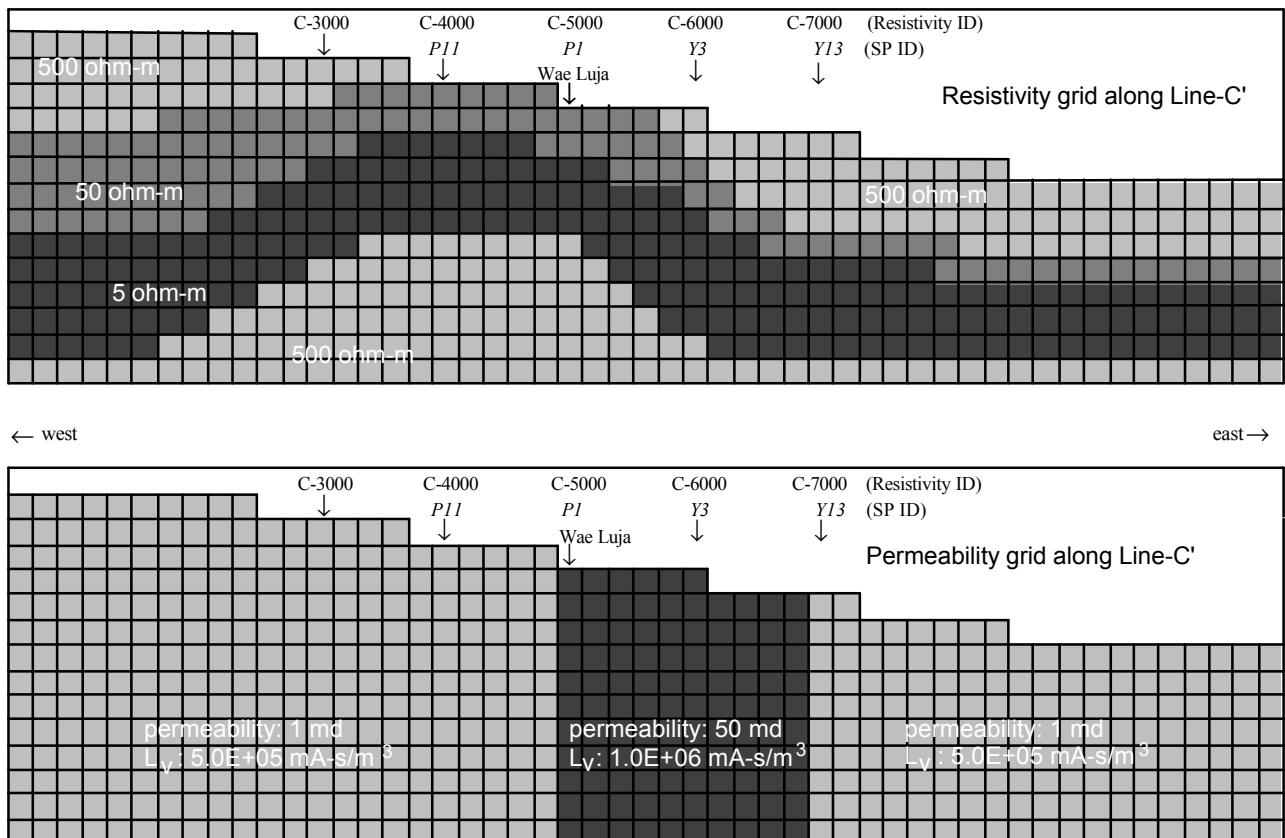 C-3000 C-4000 C-5000 C-6000 C-7000 (Resistivity ID)
P11 P1 Y3 Y13 (SP ID)
Wae Luja
500 ohm-m
Resistivity grid along Line-C'
50 ohm-m
500 ohm-m
5 ohm-m
500 ohm-m
← west east →
C-3000 C-4000 C-5000 C-6000 C-7000 (Resistivity ID)
P11 P1 Y3 Y13 (SP ID)
Wae Luja
Permeability grid along Line-C'
permeability: 1 md
L_v : 5.0E+05 mA-s/m³
permeability: 50 md
L_v : 1.0E+06 mA-s/m³
permeability: 1 md
L_v : 5.0E+05 mA-s/m³